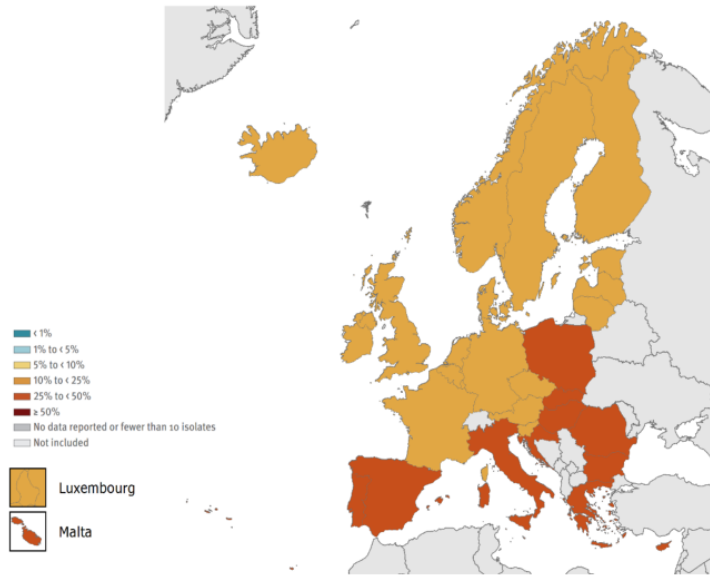 < 1%
1% to < 5%
5% to < 10%
10% to < 25%
25% to < 50%
≥ 50%
No data reported or fewer than 10 isolates
Not included
Luxembourg
Malta